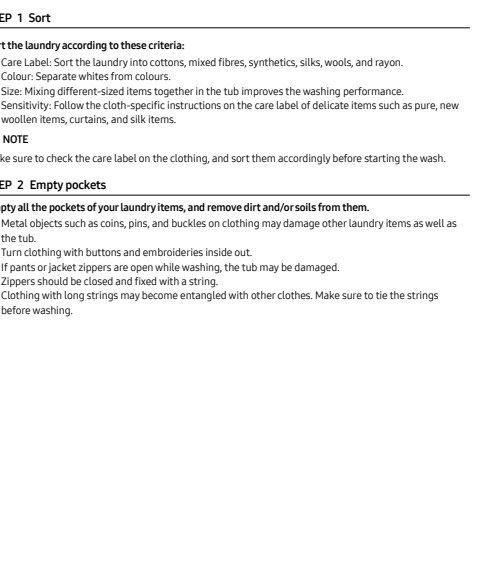 EP 1 Sort
rt the laundry according to these criteria:
Care Label: Sort the laundry into cottons, mixed fibres, synthetics, silks, wools, and rayon.
Colour: Separate whites from colours.
Size: Mixing different-sized items together in the tub improves the washing performance.
Sensitivity: Follow the cloth-specific instructions on the care label of delicate items such as pure, new
woollen items, curtains, and silk items.
NOTE
ke sure to check the care label on the clothing, and sort them accordingly before starting the wash.
EP 2 Empty pockets
pty all the pockets of your laundry items, and remove dirt and/or soils from them.
Metal objects such as coins, pins, and buckles on clothing may damage other laundry items as well as
the tub.
Turn clothing with buttons and embroideries inside out.
If pants or jacket zippers are open while washing, the tub may be damaged.
Zippers should be closed and fixed with a string.
Clothing with long strings may become entangled with other clothes. Make sure to tie the strings
before washing.